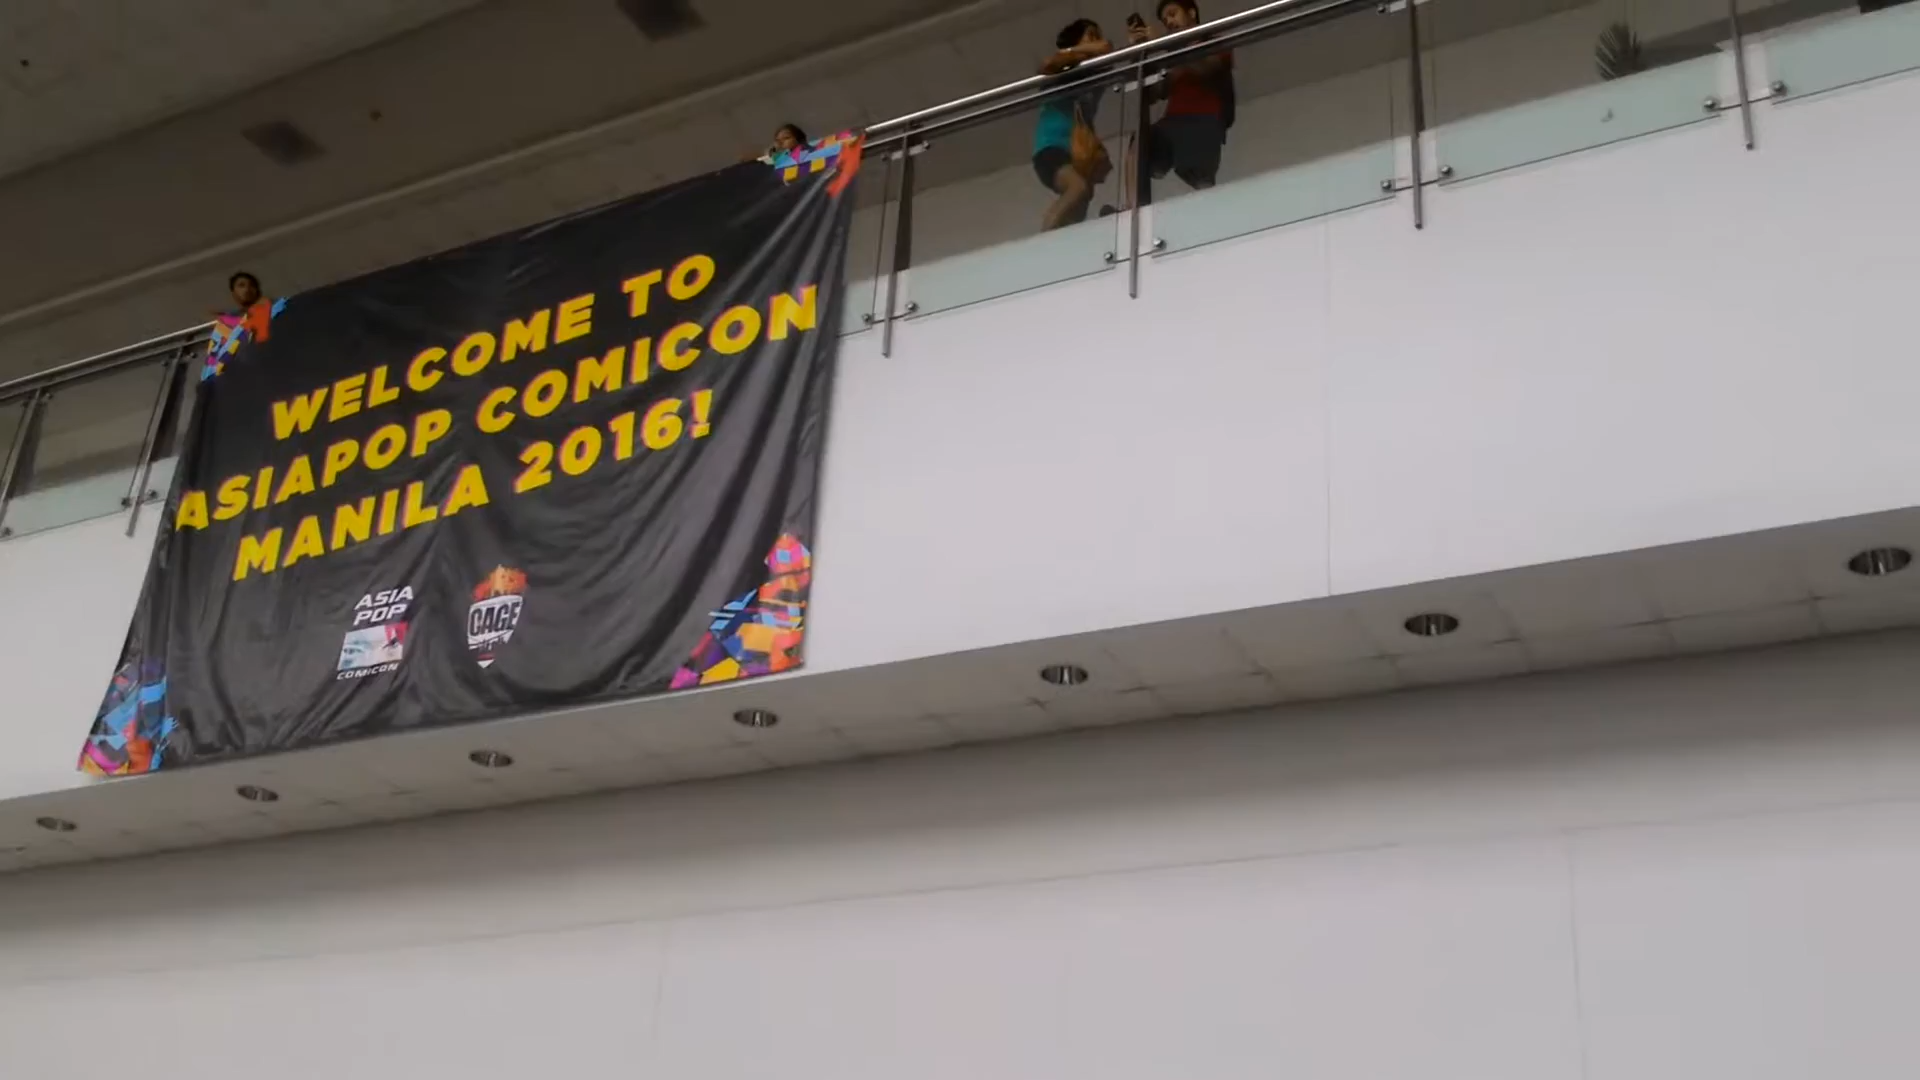 WELCOME TO
ASIAPOP COMICON
MANILA 2016!
ASIA
POP
COMICON
CAGE